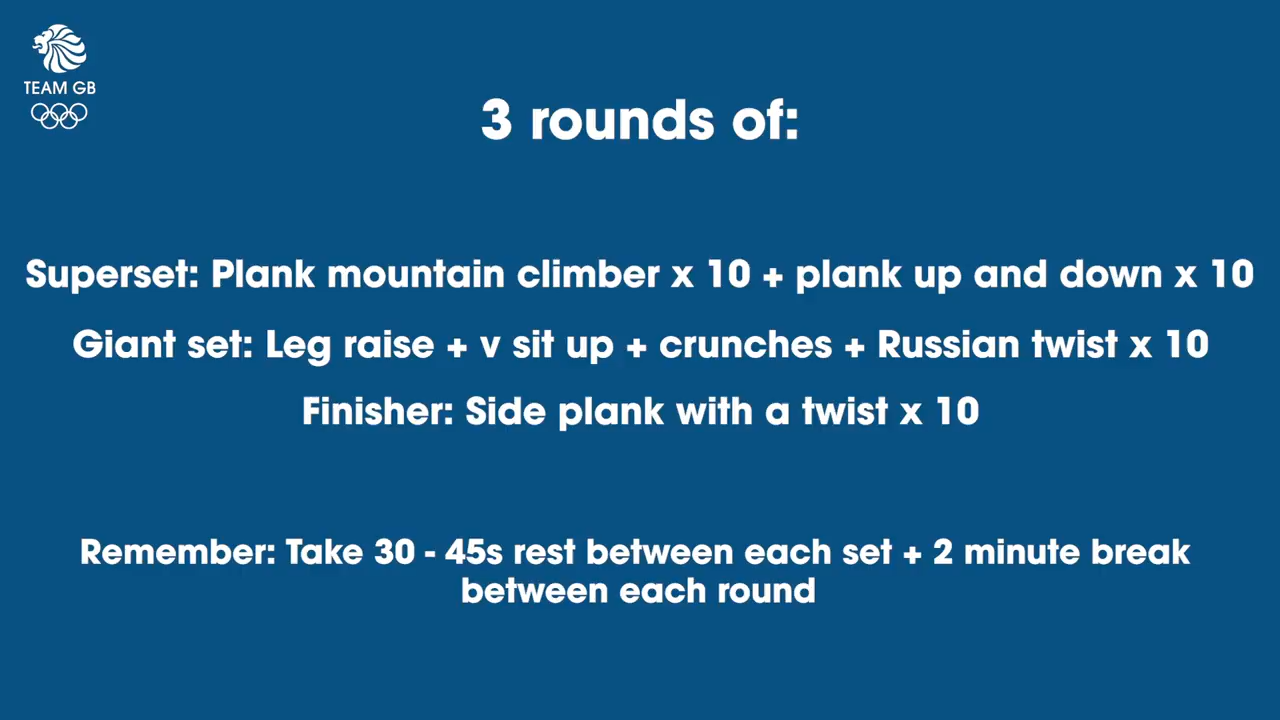 TEAM GB
3 rounds of:
Superset: Plank mountain climber x 10 + plank up and down x 10
Giant set: Leg raise + v sit up + crunches + Russian twist x 10
Finisher: Side plank with a twist x 10
Remember: Take 30 - 45s rest between each set + 2 minute break
between each round